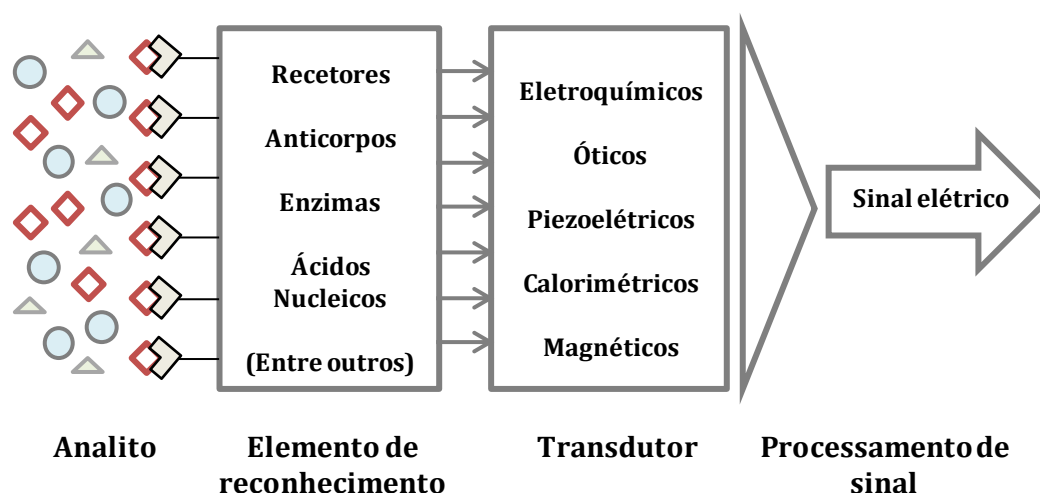 Recetores
Anticorpos
Enzimas
Ácidos
Nucleicos
(Entre outros)
Eletroquímicos
Óticos
Piezoelétricos
Calorimétricos
Magnéticos
Sinal elétrico
Analito
Elemento de
reconhecimento
Transdutor
Processamento de
sinal